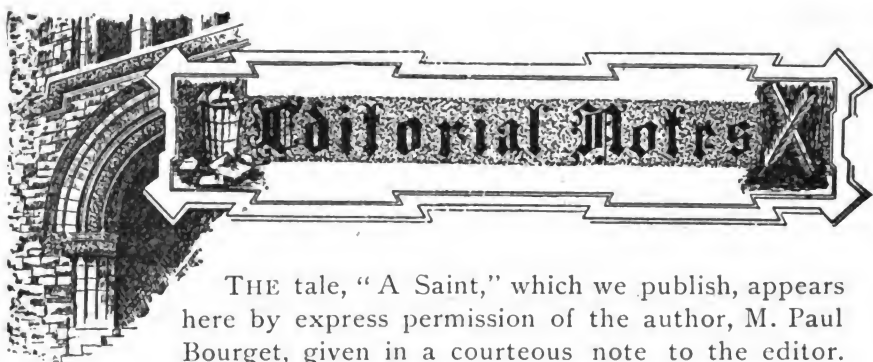 Editorial Notes
THE tale, “A Saint,” which we publish, appears
here by express permission of the author, M. Paul
Bourget, given in a courteous note to the editor.